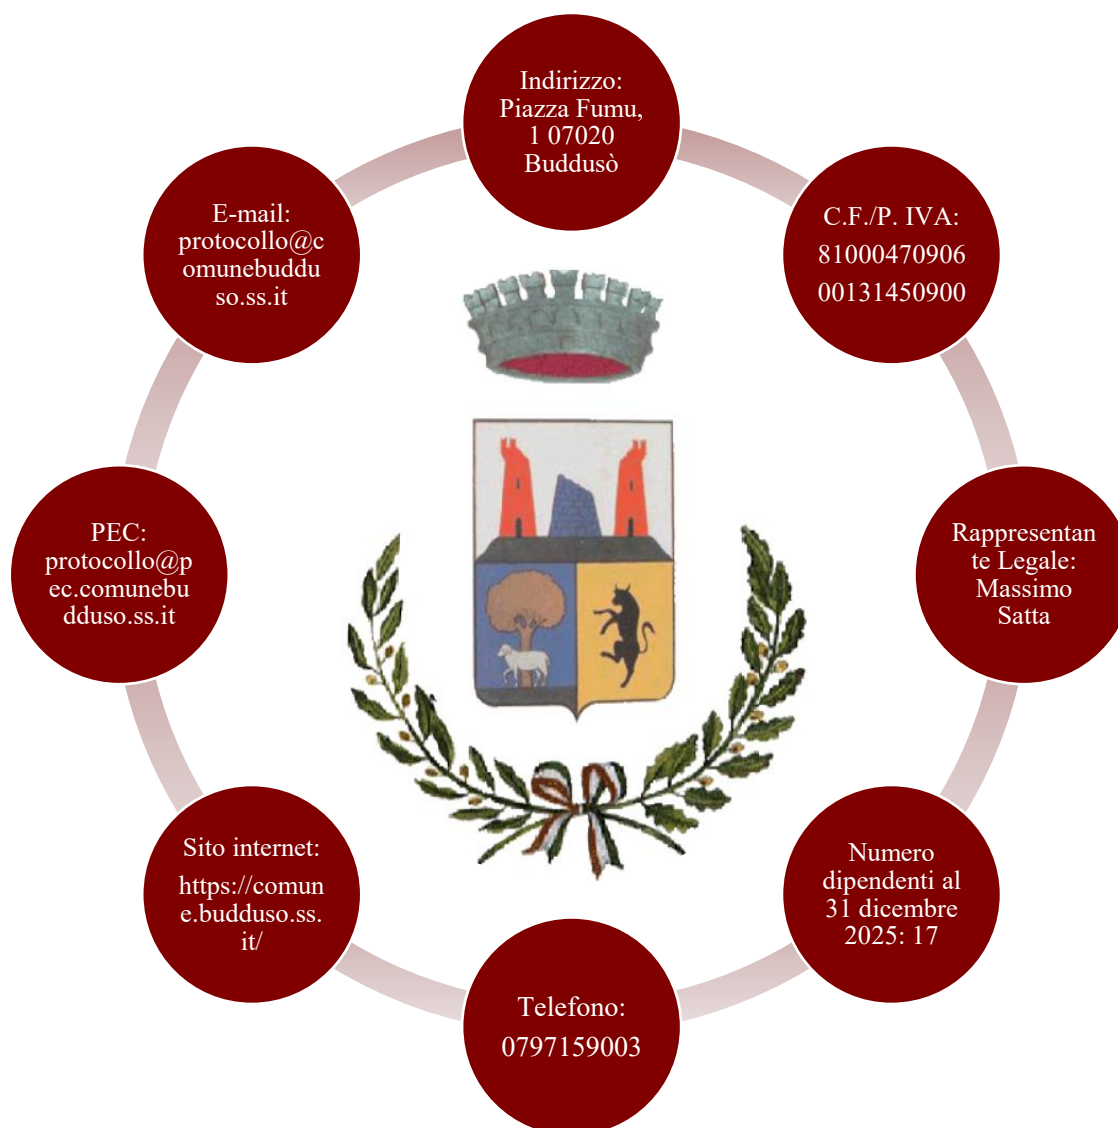 Indirizzo:
Piazza Fumu,
1 07020
Buddusò
C.F./P. IVA:
81000470906
00131450900
Rappresentan
te Legale:
Massimo
Satta
Numero
dipendenti al
31 dicembre
2025: 17
Telefono:
0797159003
Sito internet:
https://comun
e.budduso.ss.
it/
PEC:
protocollo@p
ec.comunebu
dduso.ss.it
E-mail:
protocollo@c
omunebuddu
so.ss.it